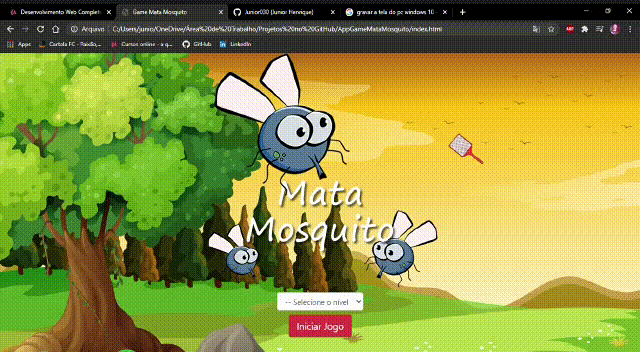 Desenvolvimento Web Complet
Game Mata Mosquito
Junior030 (Junior Henrique)
gravar a tela do pc windows 10 -
Arquivo
C:/Users/junio/OneDrive/Área%20de%20Trabalho/Projetos%20no%20GitHub/AppGameMataMosquito/index.html
Apps
Cartola FC - Paixão,...
Cursos online - a q...
GitHub
LinkedIn
Mata
Mosquito
-- Selecione o nível
Iniciar Jogo